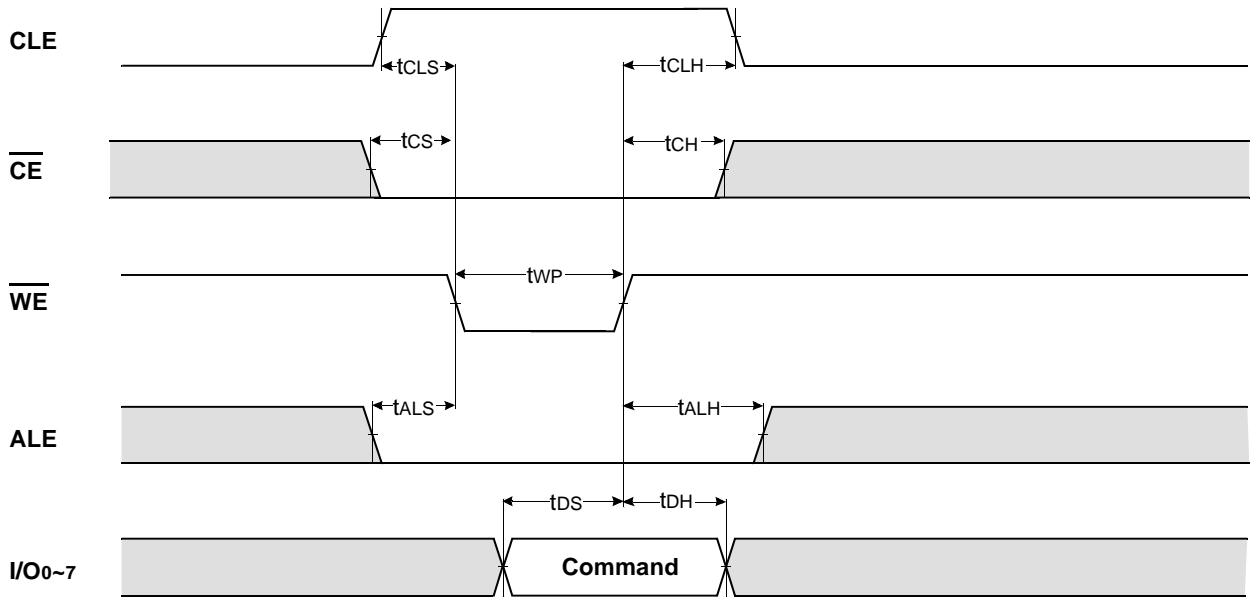 CLE
tCLS
tCLH
CE
tCS
tCH
WE
tWP
ALE
tALS
tALH
tDS
tDH
I/O0~7
Command